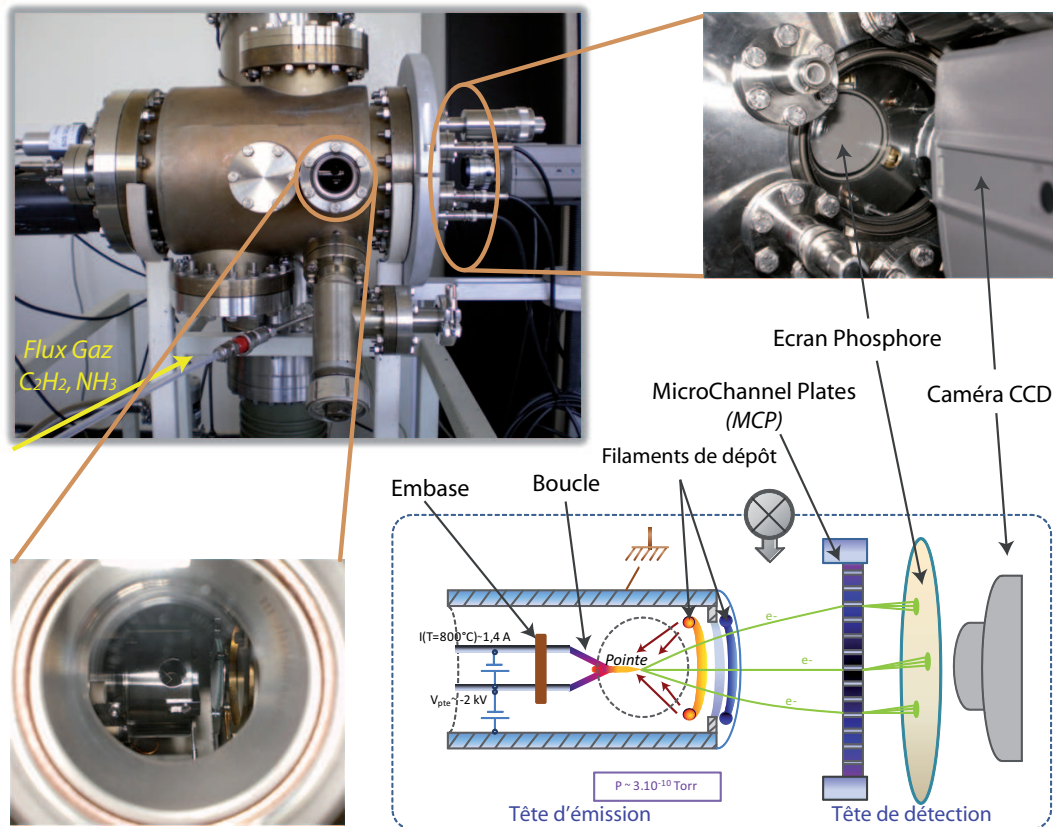 Flux Gaz
C2H2, NH3
Ecran Phosphore
MicroChannel Plates
(MCP)
Caméra CCD
Filaments de dépôt
Embase
Boucle
I(T=800°C)~1,4 A
Pointe
e-
e-
e-
Vpte~-2 kV
P ~ 3.10-10 Torr
Tête d'émission
Tête de détection